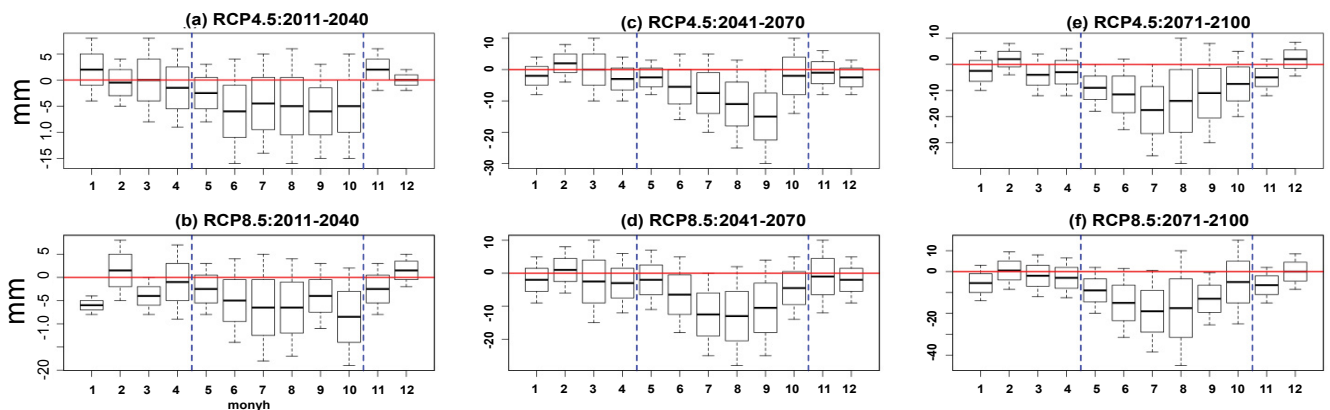 (a) RCP4.5:2011-2040
mm
5
0
-5
1.0
-15
1 2 3 4 5 6 7 8 9 10 11 12
(c) RCP4.5:2041-2070
10
0
-10
-20
-30
1 2 3 4 5 6 7 8 9 10 11 12
(e) RCP4.5:2071-2100
10
0
-10
-20
-30
1 2 3 4 5 6 7 8 9 10 11 12
(b) RCP8.5:2011-2040
mm
5
0
-5
-1.0
-20
1 2 3 4 5 6 7 8 9 10 11 12
monyh
(d) RCP8.5:2041-2070
10
0
-10
-20
1 2 3 4 5 6 7 8 9 10 11 12
(f) RCP8.5:2071-2100
10
0
-20
-40
1 2 3 4 5 6 7 8 9 10 11 12